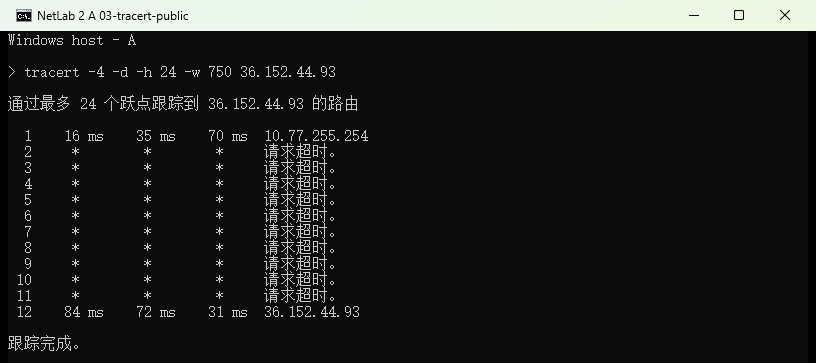 NetLab 2 A 03-tracert-public
Windows host - A
> tracert -4 -d -h 24 -w 750 36.152.44.93
通过最多 24 个跃点跟踪到 36.152.44.93 的路由
1 16 ms 35 ms 70 ms 10.77.255.254
2 * * * 请求超时。
3 * * * 请求超时。
4 * * * 请求超时。
5 * * * 请求超时。
6 * * * 请求超时。
7 * * * 请求超时。
8 * * * 请求超时。
9 * * * 请求超时。
10 * * * 请求超时。
11 * * * 请求超时。
12 84 ms 72 ms 31 ms 36.152.44.93
跟踪完成。